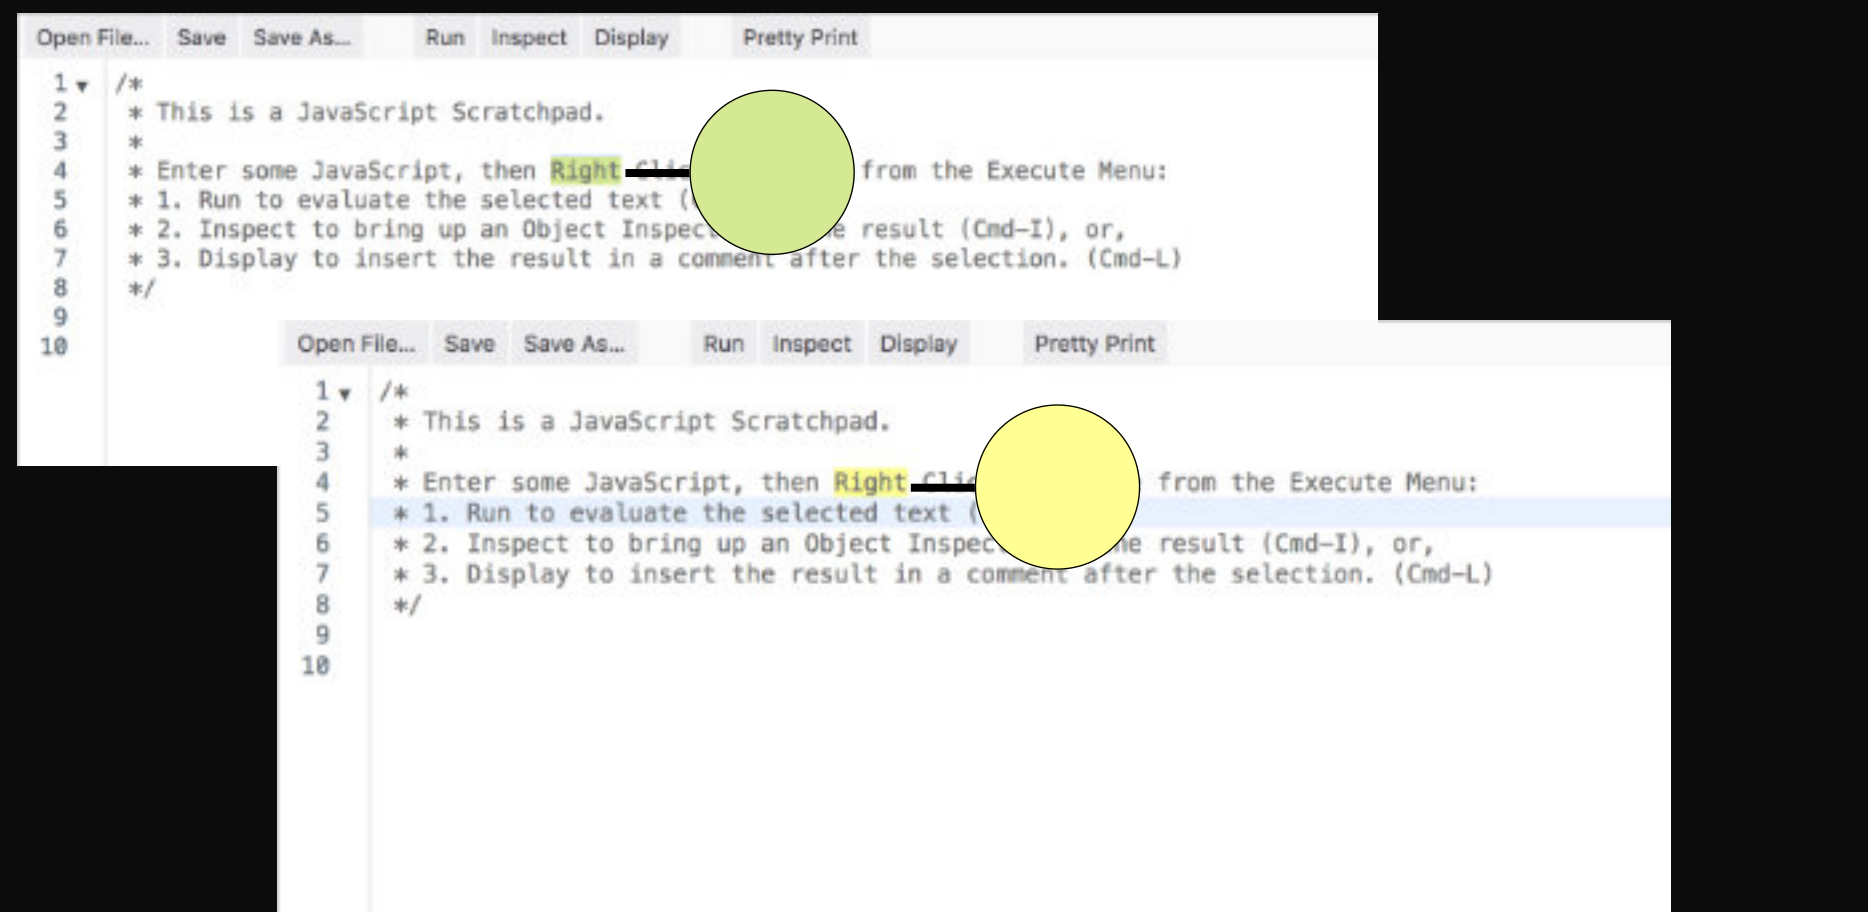 Open File... Save Save As... Run Inspect Display Pretty Print
1 /*
2 * This is a JavaScript Scratchpad.
3 *
4 * Enter some JavaScript, then Right from the Execute Menu:
5 * 1. Run to evaluate the selected text (
6 * 2. Inspect to bring up an Object result (Cmd-I), or,
7 * 3. Display to insert the result in a comment after the selection. (Cmd-L)
8 */
9
10
Open File... Save Save As... Run Inspect Display Pretty Print
1 /*
2 * This is a JavaScript Scratchpad.
3 *
4 * Enter some JavaScript, then Right from the Execute Menu:
5 * 1. Run to evaluate the selected text (
6 * 2. Inspect to bring up an Object result (Cmd-I), or,
7 * 3. Display to insert the result in a comment after the selection. (Cmd-L)
8 */
9
10